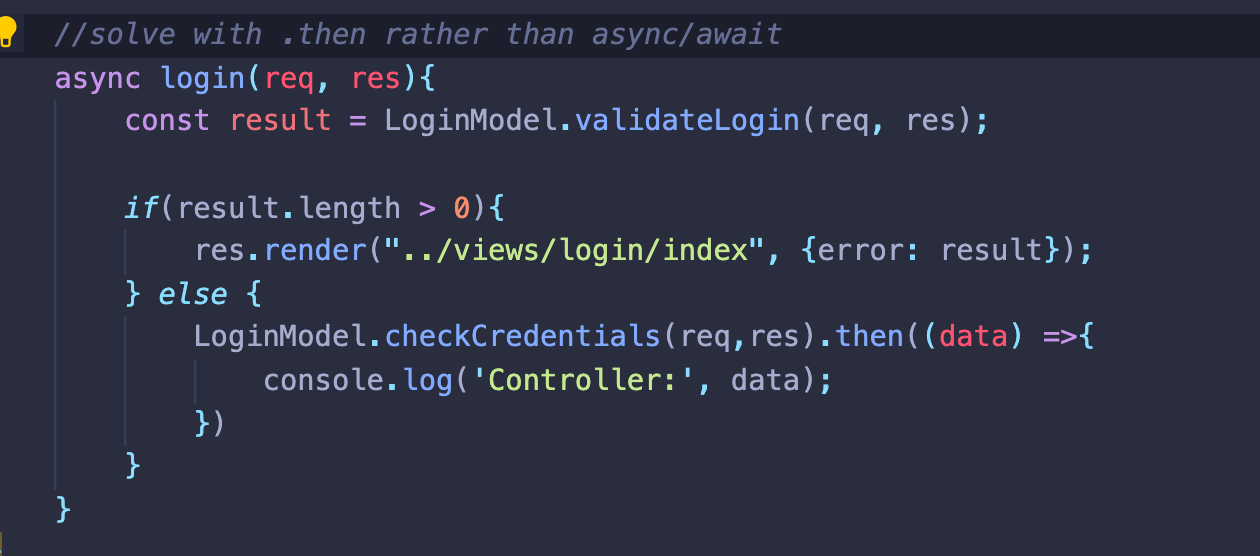 //solve with .then rather than async/await
async login(req, res){
const result = LoginModel.validateLogin(req, res);
if(result.length > 0){
res.render("../views/login/index", {error: result});
} else {
LoginModel.checkCredentials(req,res).then((data) =>{
console.log('Controller:', data);
})
}
}